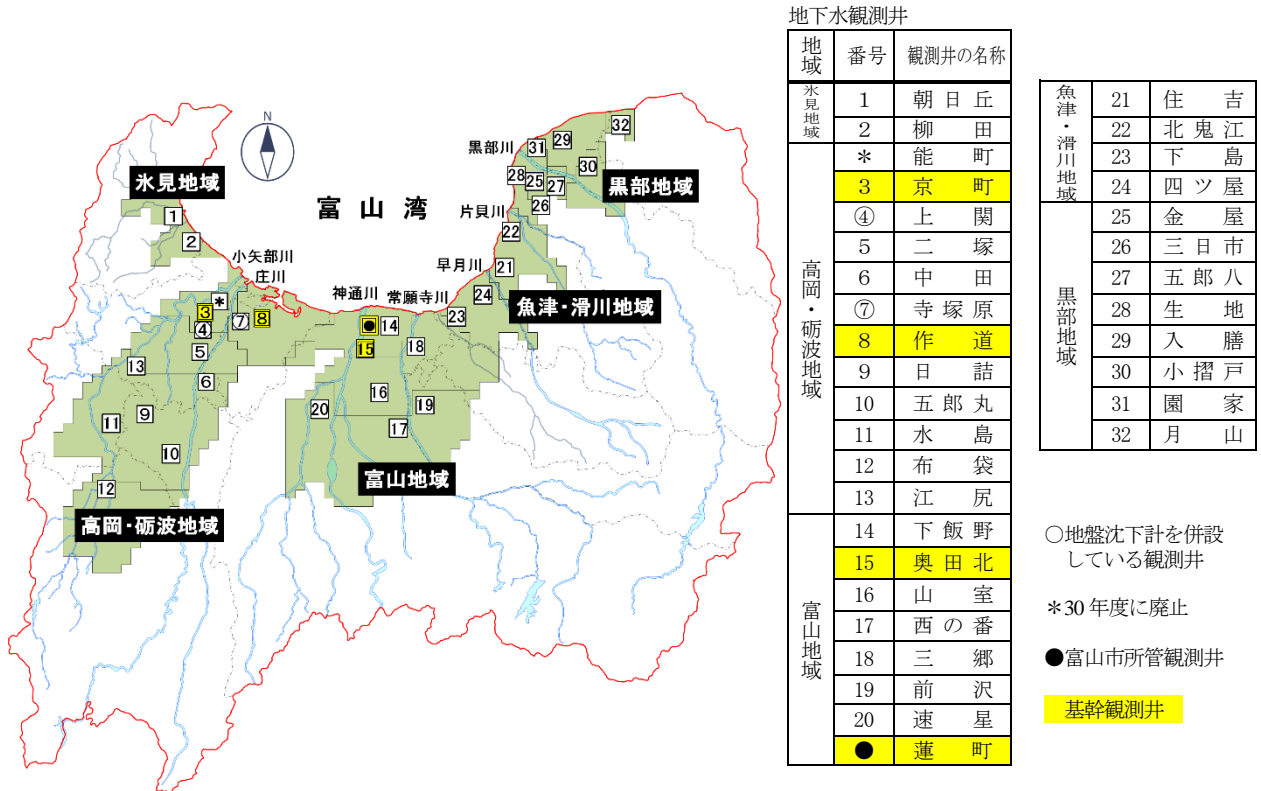 N
氷見地域
1
2
小矢部川
庄川
*
3
④
⑦
8
5
13
6
9
11
10
12
高岡・砺波地域
富山湾
神通川
常願寺川
●
14
15
18
16
20
19
17
富山地域
早月川
21
24
23
魚津・滑川地域
片貝川
22
黒部川
31
29
32
30
28
25
27
26
黒部地域
地下水観測井
地域 番号 観測井の名称
氷見地域
1 朝日丘
2 柳田
高岡・砺波地域
* 能町
3 京町
④ 上関
5 二塚
6 中田
⑦ 寺塚原
8 作道
9 日詰
10 五郎丸
11 水島
12 布袋
13 江尻
富山地域
14 下飯野
15 奥田北
16 山室
17 西の番
18 三郷
19 前沢
20 速星
● 蓮町
魚津・滑川地域
21 住吉
22 北鬼江
23 下島
24 四ツ屋
黒部地域
25 金屋
26 三日市
27 五郎八
28 生地
29 入膳
30 小摺戸
31 園家
32 月山
○地盤沈下計を併設
している観測井
*30年度に廃止
●富山市所管観測井
基幹観測井